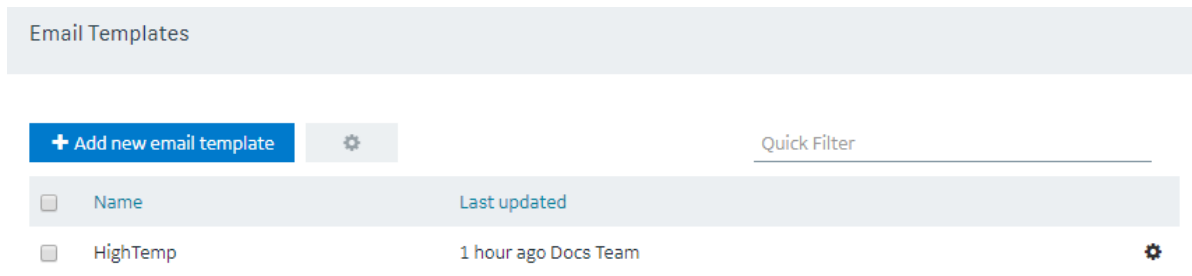 Email Templates
Add new email template
Quick Filter
Name Last updated
HighTemp 1 hour ago Docs Team